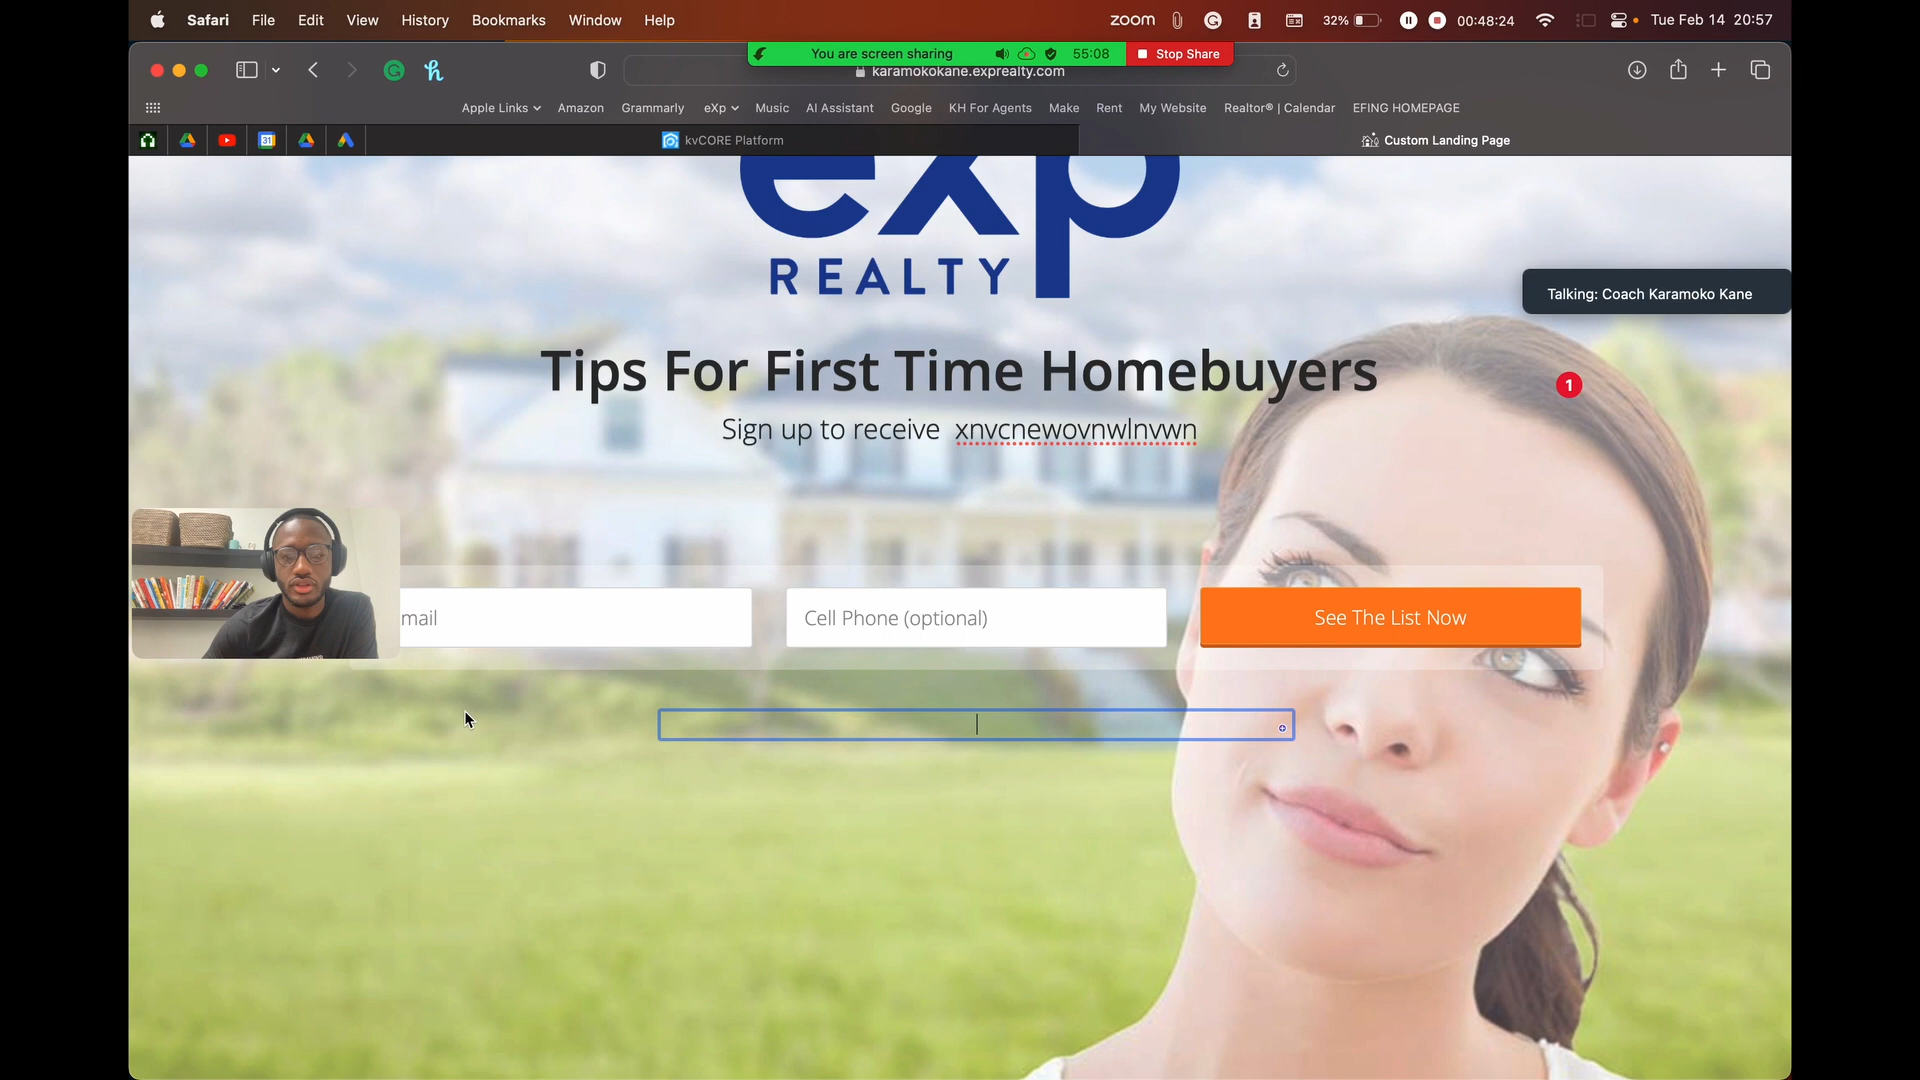 Safari File Edit View History Bookmarks Window Help zoom 32% 00:48:24 Tue Feb 14 20:57
You are screen sharing 55:08 Stop Share
karamokokane.exprealty.com
Apple Links Amazon Grammarly eXp Music AI Assistant Google KH For Agents Make Rent My Website Realtor® | Calendar EFING HOMEPAGE
31 kvCORE Platform Custom Landing Page
exp
REALTY
Talking: Coach Karamoko Kane
Tips For First Time Homebuyers
1
Sign up to receive xnvcnewovnwlnvwn
mail Cell Phone (optional) See The List Now